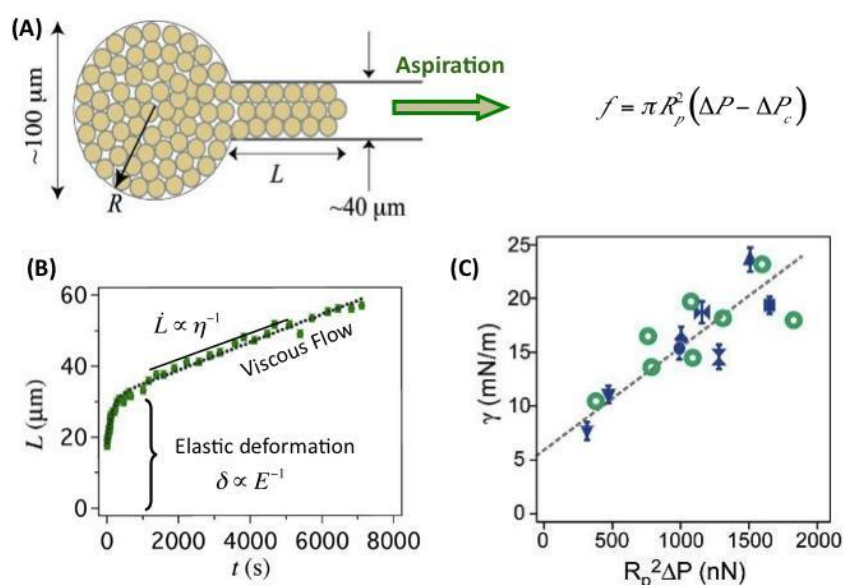 (A)
~100 µm
R
L
~40 µm
Aspiration
f = π R_p^2 (ΔP − ΔP_c)
(B)
L (µm)
60
40
20
0
L̇ ∝ η^−1
Viscous Flow
Elastic deformation
δ ∝ E^−1
0 2000 4000 6000 8000
t (s)
(C)
γ (mN/m)
25
20
15
10
5
0
0 500 1000 1500 2000
R_p^2ΔP (nN)